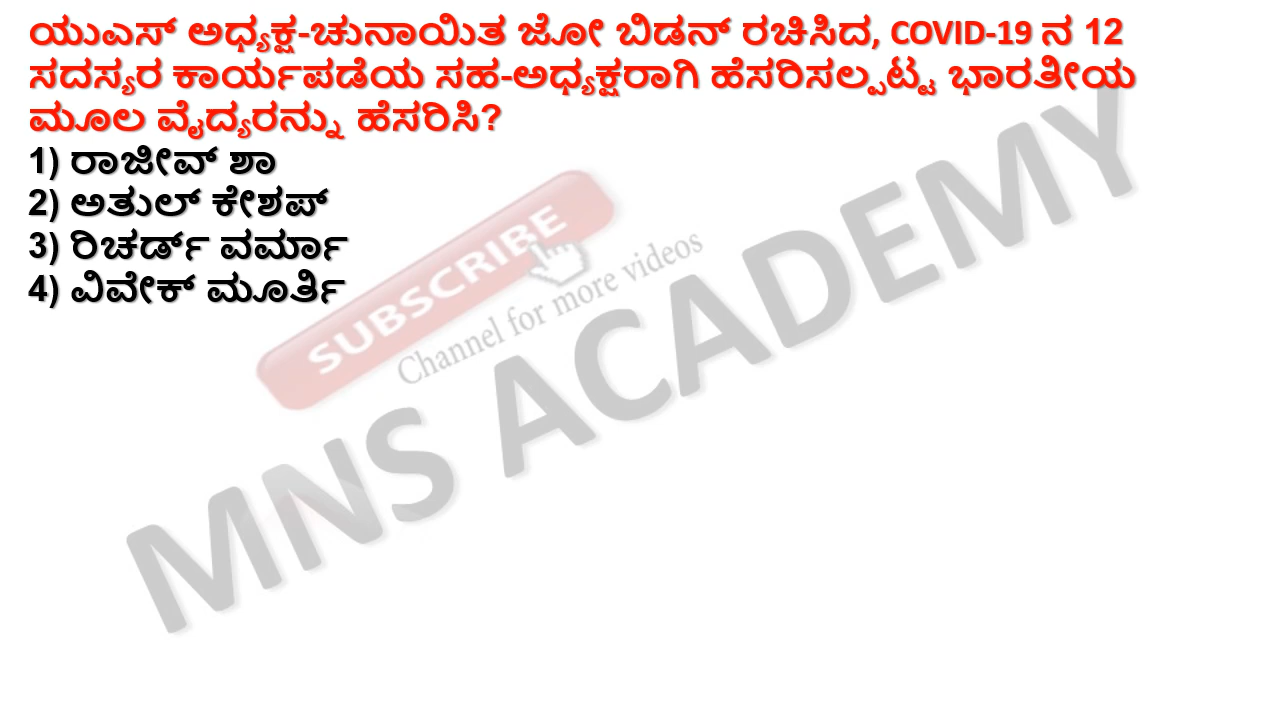 ಯುಎಸ್ ಅಧ್ಯಕ್ಷ-ಚುನಾಯಿತ ಜೋ ಬಿಡನ್ ರಚಿಸಿದ, COVID-19 ನ 12
ಸದಸ್ಯರ ಕಾರ್ಯಪಡೆಯ ಸಹ-ಅಧ್ಯಕ್ಷರಾಗಿ ಹೆಸರಿಸಲ್ಪಟ್ಟ ಭಾರತೀಯ
ಮೂಲ ವೈದ್ಯರನ್ನು ಹೆಸರಿಸಿ?
1) ರಾಜೀವ್ ಶಾ
2) ಅತುಲ್ ಕೇಶಪ್
3) ರಿಚರ್ಡ್ ವರ್ಮಾ
4) ವಿವೇಕ್ ಮೂರ್ತಿ
SUBSCRIBE
Channel for more videos
MNS ACADEMY